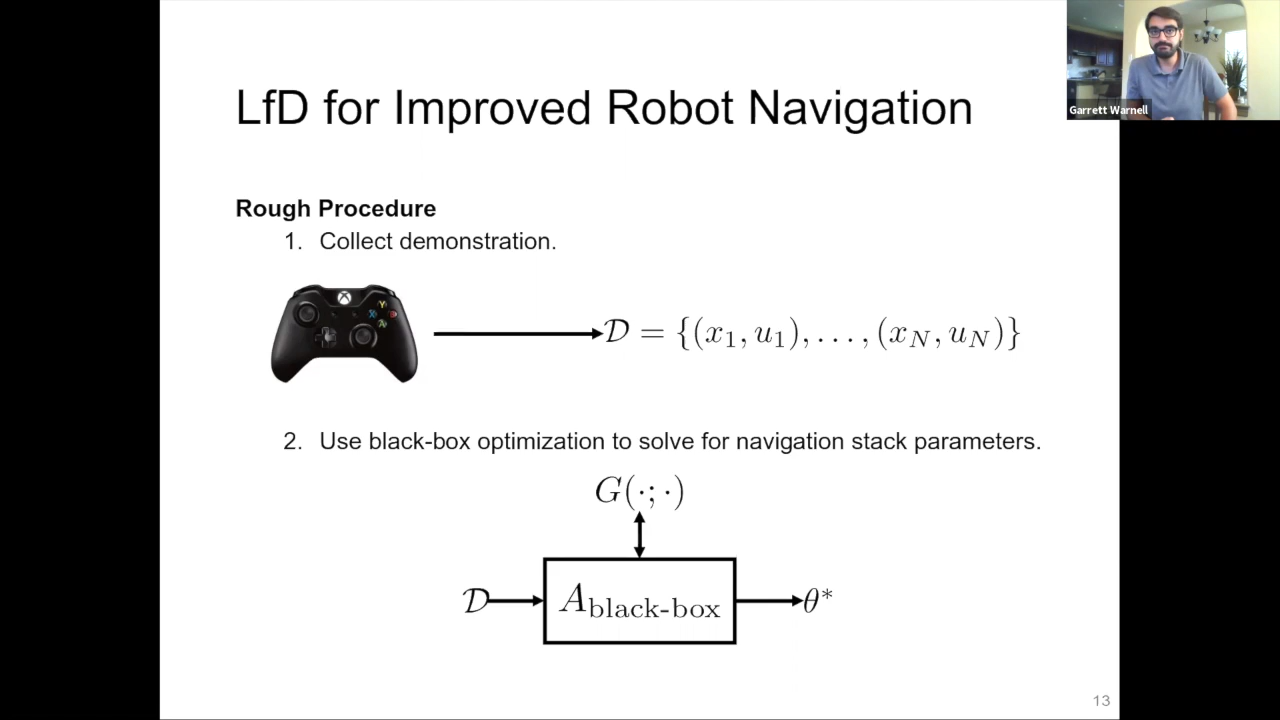 LfD for Improved Robot Navigation
Garrett Warnell
Rough Procedure
1. Collect demonstration.
𝒟 = {(x₁, u₁), . . . , (x_N, u_N)}
2. Use black-box optimization to solve for navigation stack parameters.
G(·; ·)
𝒟
A_black-box
θ*
13